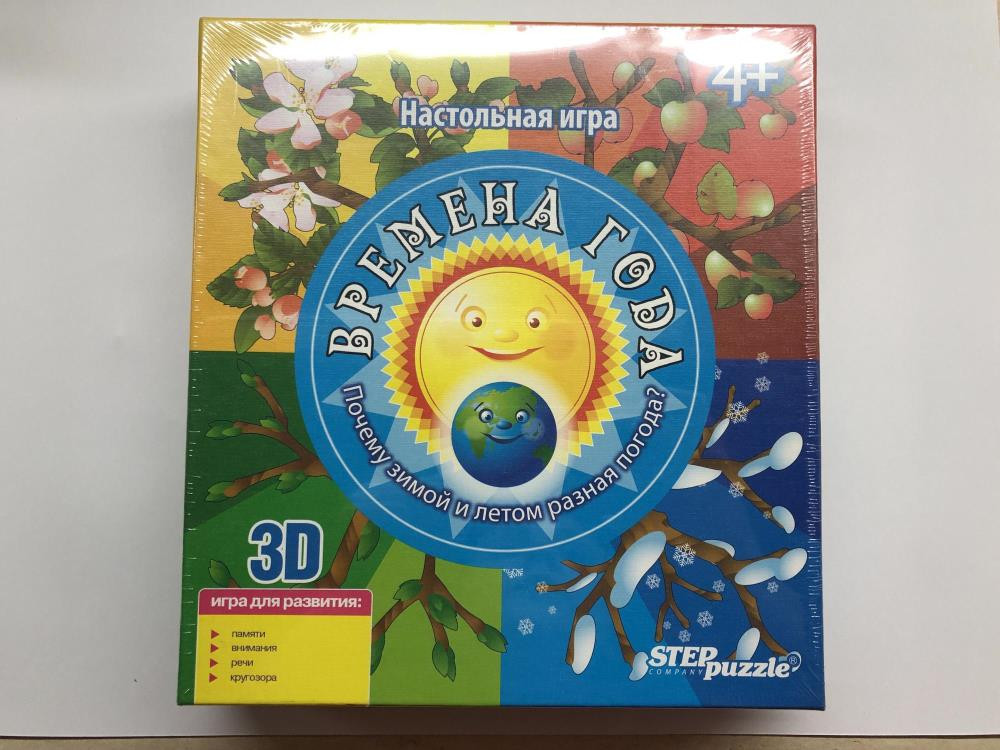 4+
Настольная игра
ВРЕМЕНА ГОДА
Почему зимой и летом разная погода?
3D
игра для развития:
памяти
внимания
речи
кругозора
STEP puzzle®
COMPANY